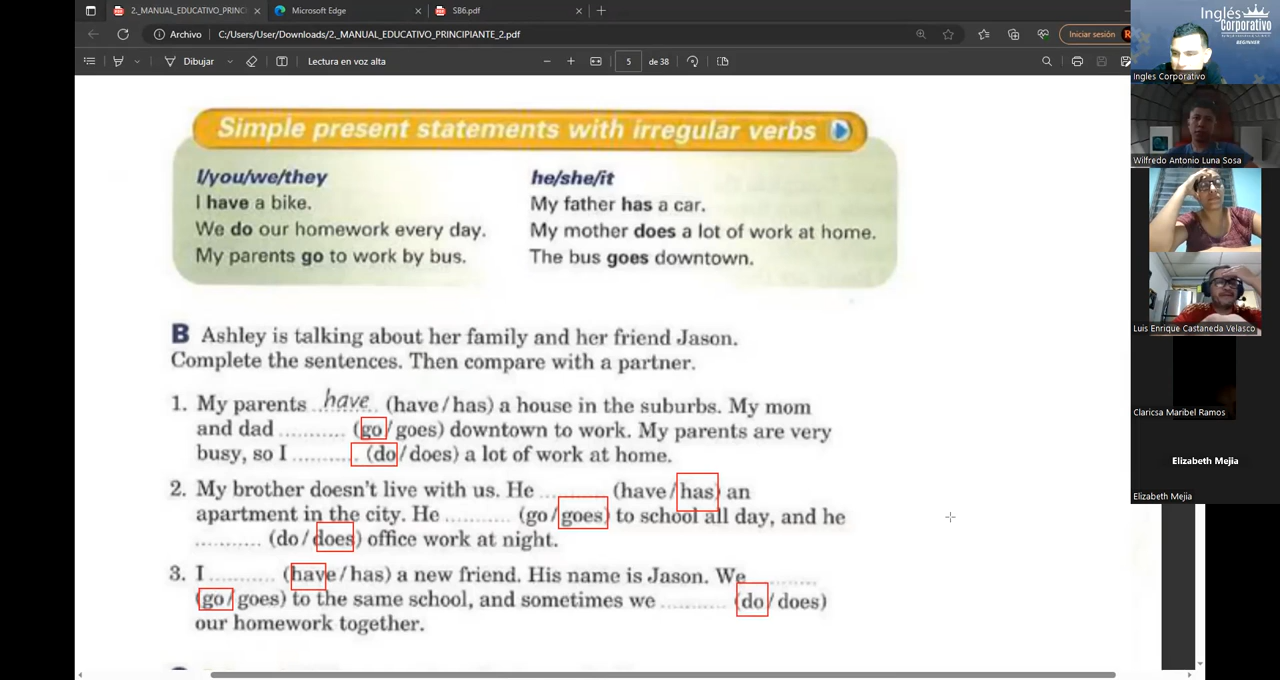 2._MANUAL_EDUCATIVO_PRINCI
Microsoft Edge
SB6.pdf
Archivo
C:/Users/User/Downloads/2._MANUAL_EDUCATIVO_PRINCIPIANTE_2.pdf
Iniciar sesión
Dibujar
Lectura en voz alta
5
de 38
Simple present statements with irregular verbs
I/you/we/they
I have a bike.
We do our homework every day.
My parents go to work by bus.
he/she/it
My father has a car.
My mother does a lot of work at home.
The bus goes downtown.
B Ashley is talking about her family and her friend Jason.
Complete the sentences. Then compare with a partner.
1. My parents ..have.. (have/has) a house in the suburbs. My mom
and dad .......... (go/goes) downtown to work. My parents are very
busy, so I .......... (do/does) a lot of work at home.
2. My brother doesn't live with us. He .......... (have/has) an
apartment in the city. He .......... (go/goes) to school all day, and he
.......... (do/does) office work at night.
3. I .......... (have/has) a new friend. His name is Jason. We ..........
(go/goes) to the same school, and sometimes we .......... (do/does)
our homework together.
Inglés
Corporativo
BEGINNER
Ingles Corporativo
Wilfredo Antonio Luna Sosa
Luis Enrique Castaneda Velasco
Claricsa Maribel Ramos
Elizabeth Mejia
Elizabeth Mejia